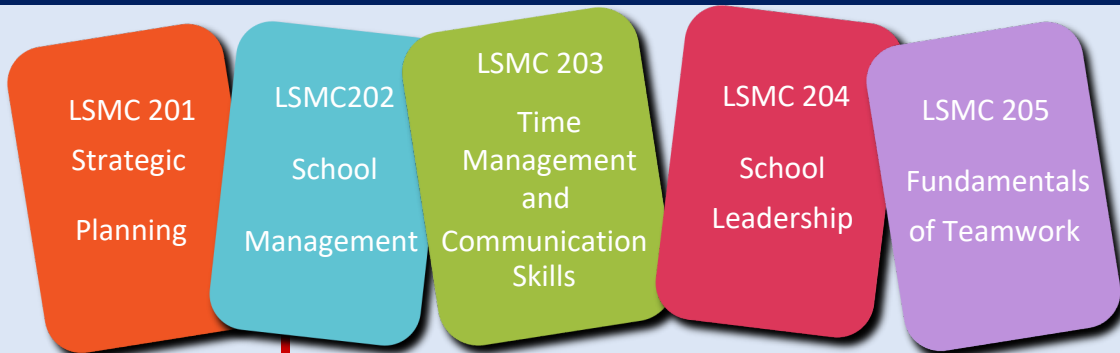 LSMC 201
Strategic
Planning
LSMC202
School
Management
LSMC 203
Time
Management
and
Communication
Skills
LSMC 204
School
Leadership
LSMC 205
Fundamentals
of Teamwork